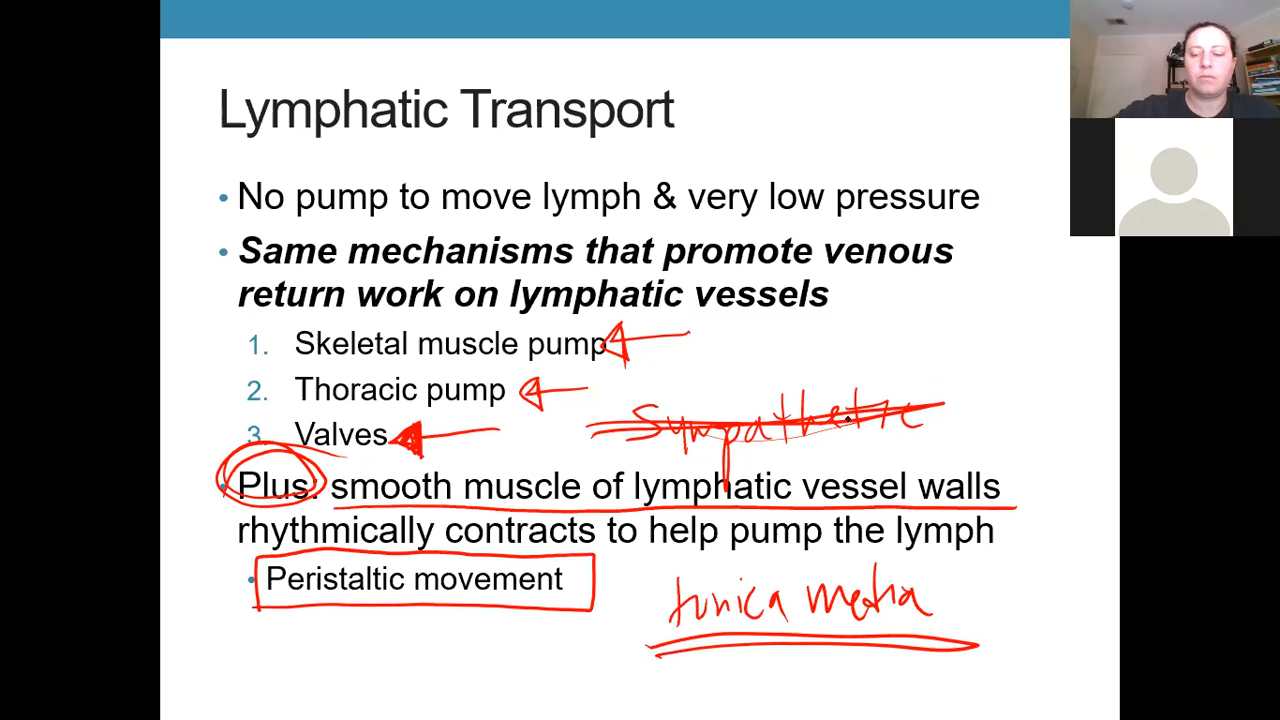 Lymphatic Transport
• No pump to move lymph & very low pressure
• Same mechanisms that promote venous
return work on lymphatic vessels
1. Skeletal muscle pump
2. Thoracic pump
3. Valves
sympathetic
• Plus: smooth muscle of lymphatic vessel walls
rhythmically contracts to help pump the lymph
• Peristaltic movement
tunica media